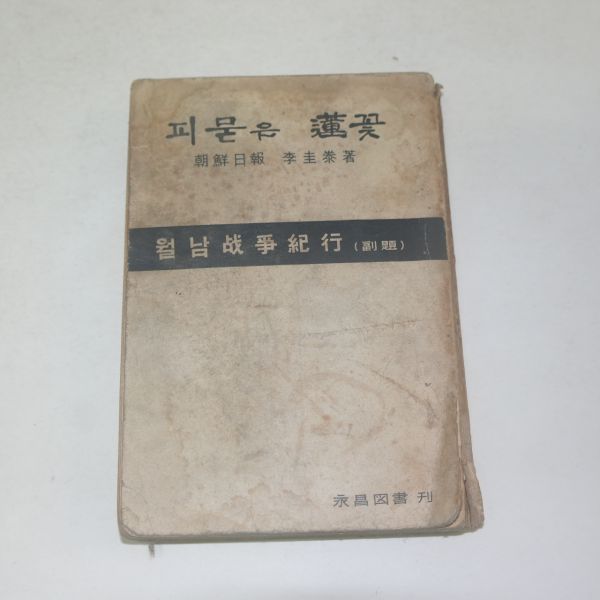 피묻은 蓮꽃
朝鮮日報 李圭泰著
월남战爭紀行 (副題)
永昌図書 刊